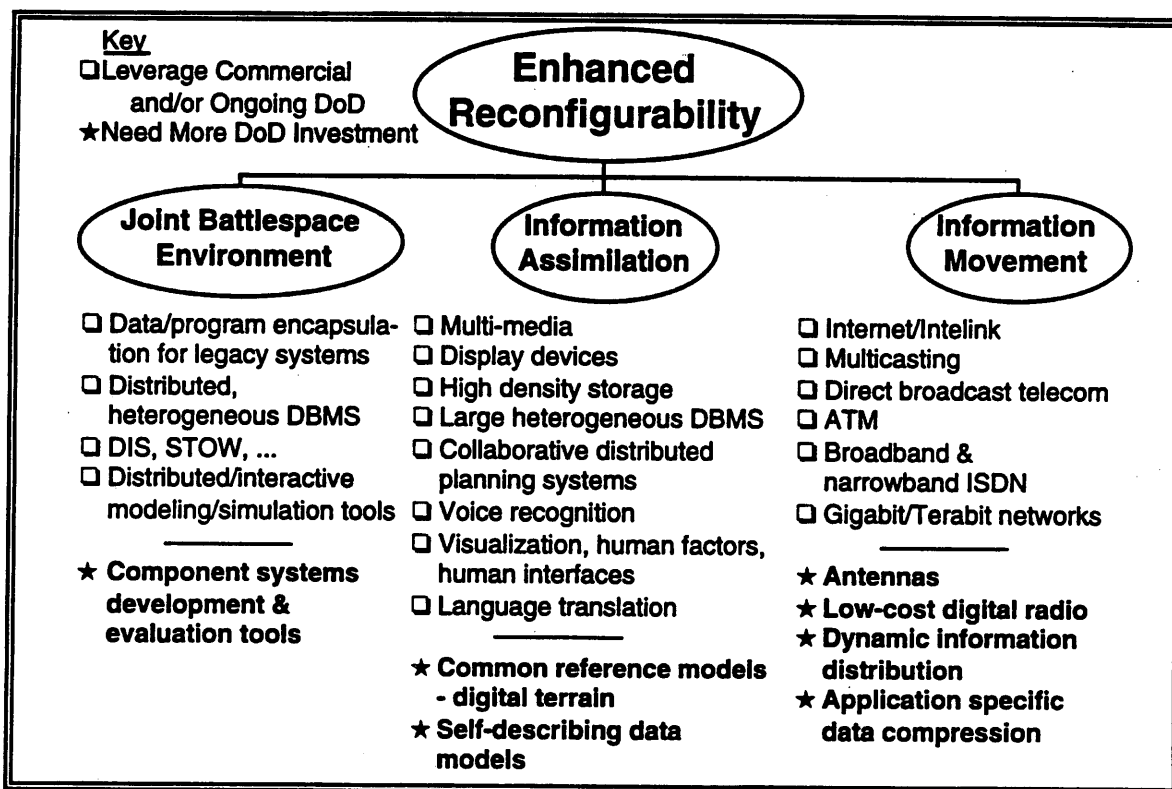 Key
❑Leverage Commercial
and/or Ongoing DoD
★Need More DoD Investment
Enhanced
Reconfigurability
Joint Battlespace
Environment
❑ Data/program encapsula-
tion for legacy systems
❑ Distributed,
heterogeneous DBMS
❑ DIS, STOW, ...
❑ Distributed/interactive
modeling/simulation tools
★ Component systems
development &
evaluation tools
Information
Assimilation
❑ Multi-media
❑ Display devices
❑ High density storage
❑ Large heterogeneous DBMS
❑ Collaborative distributed
planning systems
❑ Voice recognition
❑ Visualization, human factors,
human interfaces
❑ Language translation
★ Common reference models
- digital terrain
★ Self-describing data
models
Information
Movement
❑ Internet/Intelink
❑ Multicasting
❑ Direct broadcast telecom
❑ ATM
❑ Broadband &
narrowband ISDN
❑ Gigabit/Terabit networks
★ Antennas
★ Low-cost digital radio
★ Dynamic information
distribution
★ Application specific
data compression